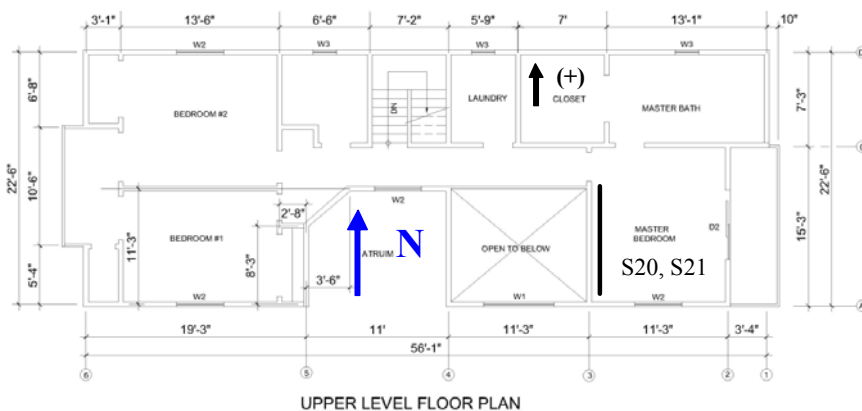 3'-1" 13'-6" 6'-6" 7'-2" 5'-9" 7' 13'-1" 10"
W2 W3 W3 W3 D
(+)
6'-8" BEDROOM #2 DN LAUNDRY CLOSET MASTER BATH 7'-3"
22'-6" 10'-6" 22'-6"
W2
2'-8"
BEDROOM #1 11'-3" 8'-3" ATRIUM N OPEN TO BELOW MASTER BEDROOM D2 15'-3"
3'-6" S20, S21
5'-4"
W2 W1 W2 A
19'-3" 11' 11'-3" 11'-3" 3'-4"
56'-1"
6 5 4 3 2 1
UPPER LEVEL FLOOR PLAN